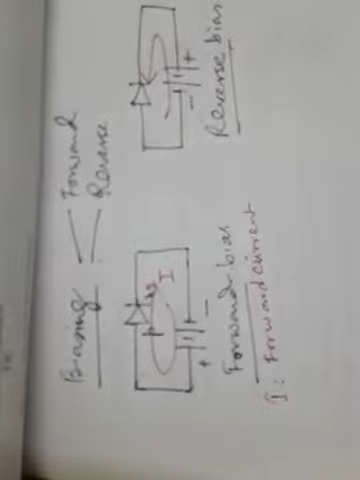 Biasing : Forward
Reverse
I
+ -
- +
Forward bias
Reverse bias
I : Forward current